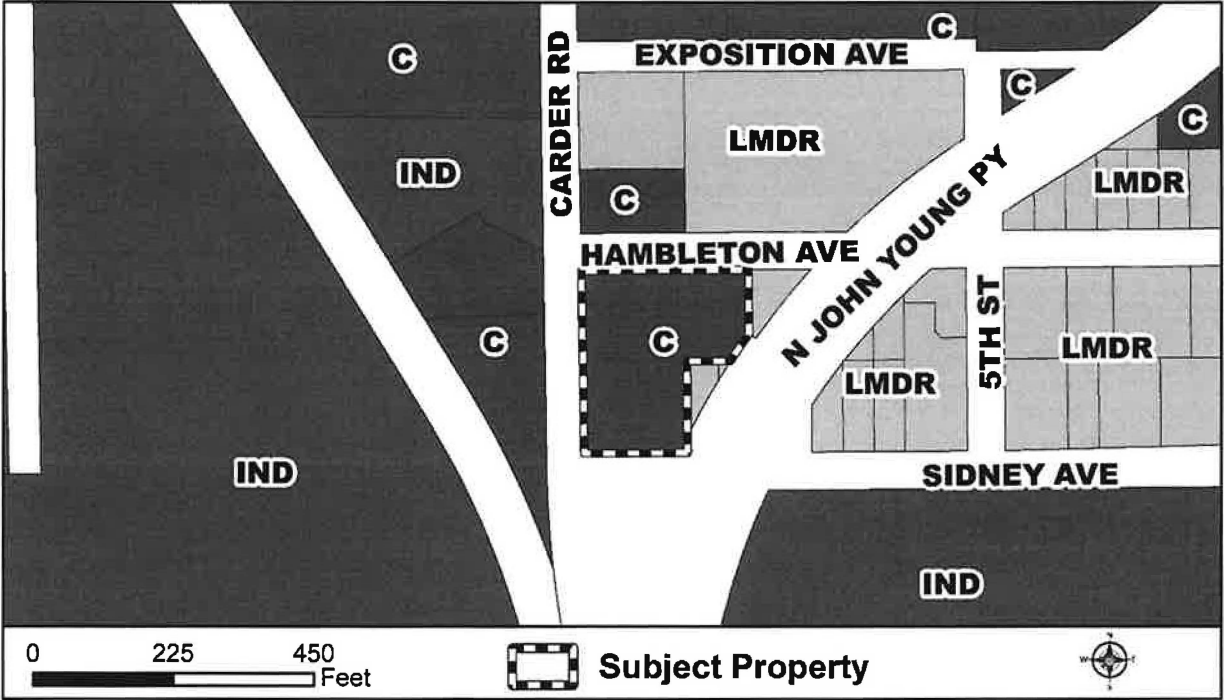 C
EXPOSITION AVE
C
CARDER RD
C
C
LMDR
IND
LMDR
C
N JOHN YOUNG PY
HAMBLETON AVE
5TH ST
C
C
LMDR
LMDR
IND
SIDNEY AVE
IND
0 225 450
Feet
Subject Property
N
W